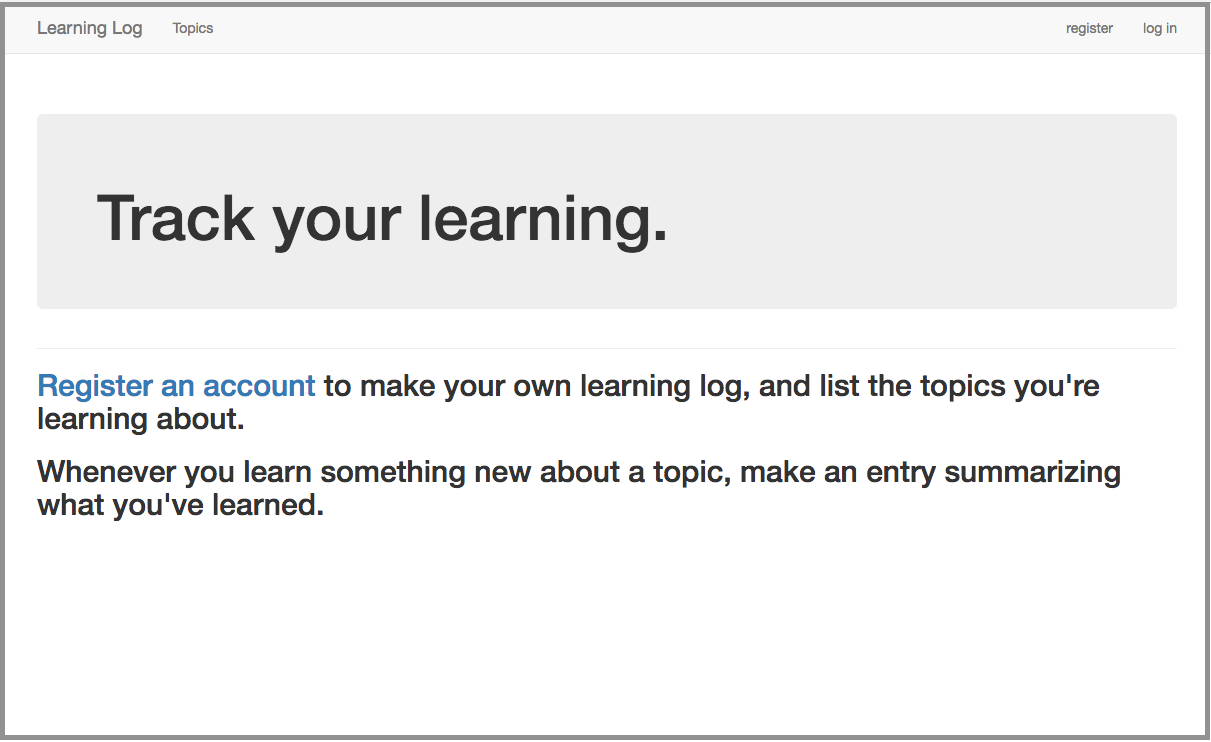 Learning Log Topics register log in
Track your learning.
Register an account to make your own learning log, and list the topics you're
learning about.
Whenever you learn something new about a topic, make an entry summarizing
what you've learned.